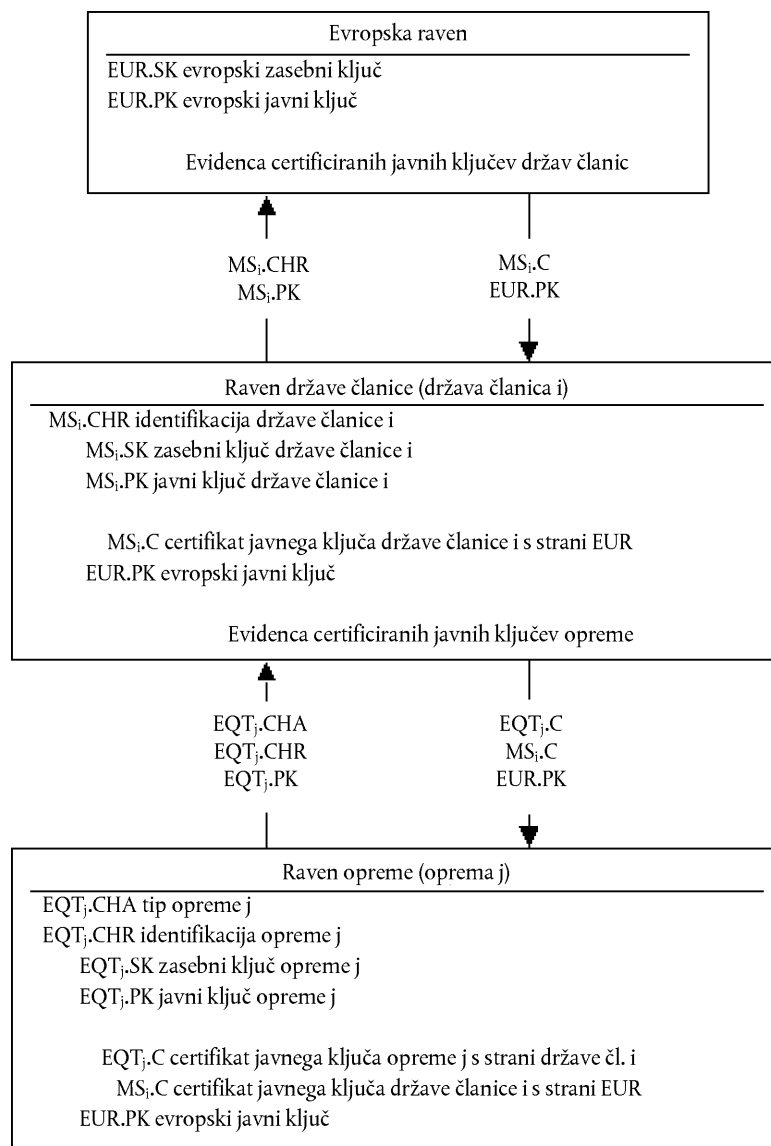 Evropska raven
EUR.SK evropski zasebni ključ
EUR.PK evropski javni ključ
Evidenca certificiranih javnih ključev držav članic
MSᵢ.CHR
MSᵢ.PK
MSᵢ.C
EUR.PK
Raven države članice (država članica i)
MSᵢ.CHR identifikacija države članice i
MSᵢ.SK zasebni ključ države članice i
MSᵢ.PK javni ključ države članice i
MSᵢ.C certifikat javnega ključa države članice i s strani EUR
EUR.PK evropski javni ključ
Evidenca certificiranih javnih ključev opreme
EQTⱼ.CHA
EQTⱼ.CHR
EQTⱼ.PK
EQTⱼ.C
MSᵢ.C
EUR.PK
Raven opreme (oprema j)
EQTⱼ.CHA tip opreme j
EQTⱼ.CHR identifikacija opreme j
EQTⱼ.SK zasebni ključ opreme j
EQTⱼ.PK javni ključ opreme j
EQTⱼ.C certifikat javnega ključa opreme j s strani države čl. i
MSᵢ.C certifikat javnega ključa države članice i s strani EUR
EUR.PK evropski javni ključ